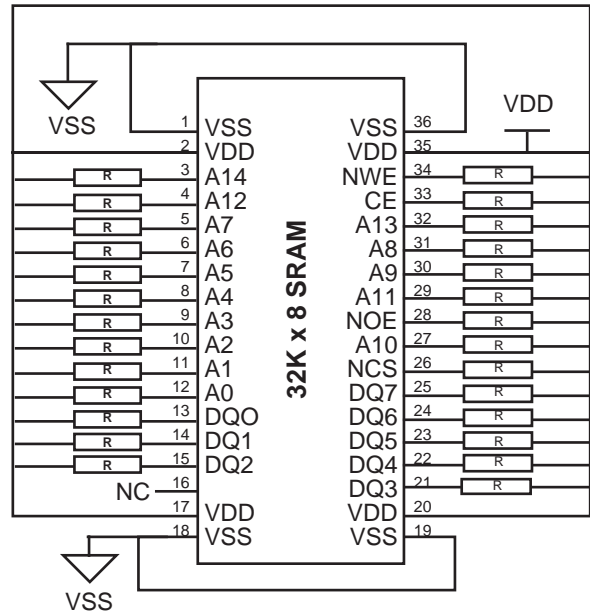 VSS
VDD
1 VSS VSS 36
2 VDD VDD 35
R 3 A14 NWE 34 R
R 4 A12 CE 33 R
R 5 A7 A13 32 R
R 6 A6 A8 31 R
R 7 A5 A9 30 R
R 8 A4 A11 29 R
R 9 A3 NOE 28 R
R 10 A2 A10 27 R
R 11 A1 NCS 26 R
R 12 A0 DQ7 25 R
R 13 DQO DQ6 24 R
R 14 DQ1 DQ5 23 R
R 15 DQ2 DQ4 22 R
NC 16 DQ3 21 R
17 VDD VDD 20
18 VSS VSS 19
32K x 8 SRAM
VSS